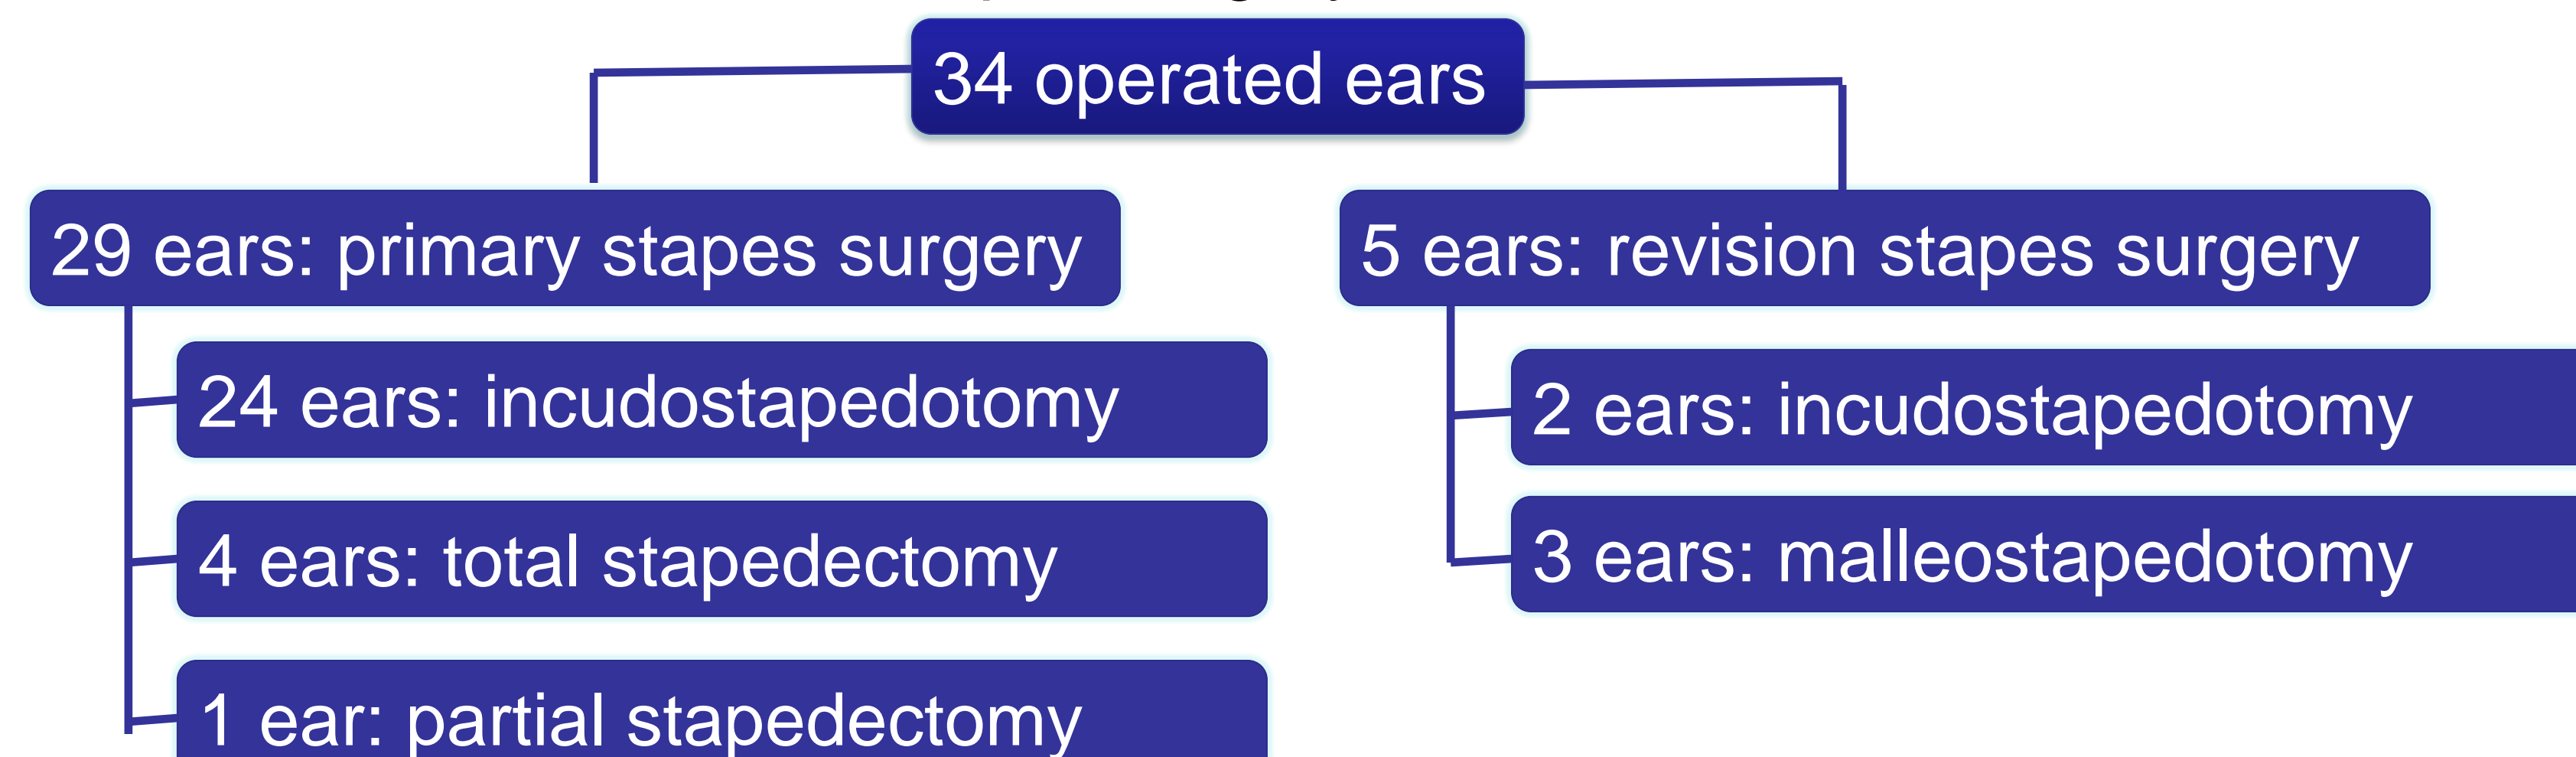 34 operated ears
29 ears: primary stapes surgery
24 ears: incudostapedotomy
4 ears: total stapedectomy
1 ear: partial stapedectomy
5 ears: revision stapes surgery
2 ears: incudostapedotomy
3 ears: malleostapedotomy